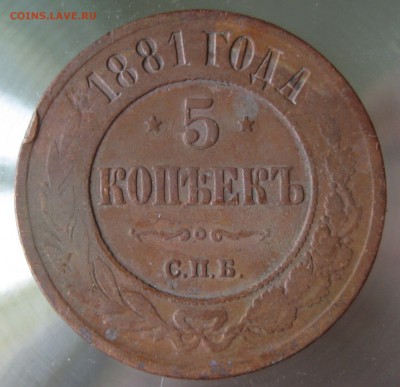 COINS.LAVE.RU
1881 ГОДА
5
КОПѢЕКЪ
С.П.Б.